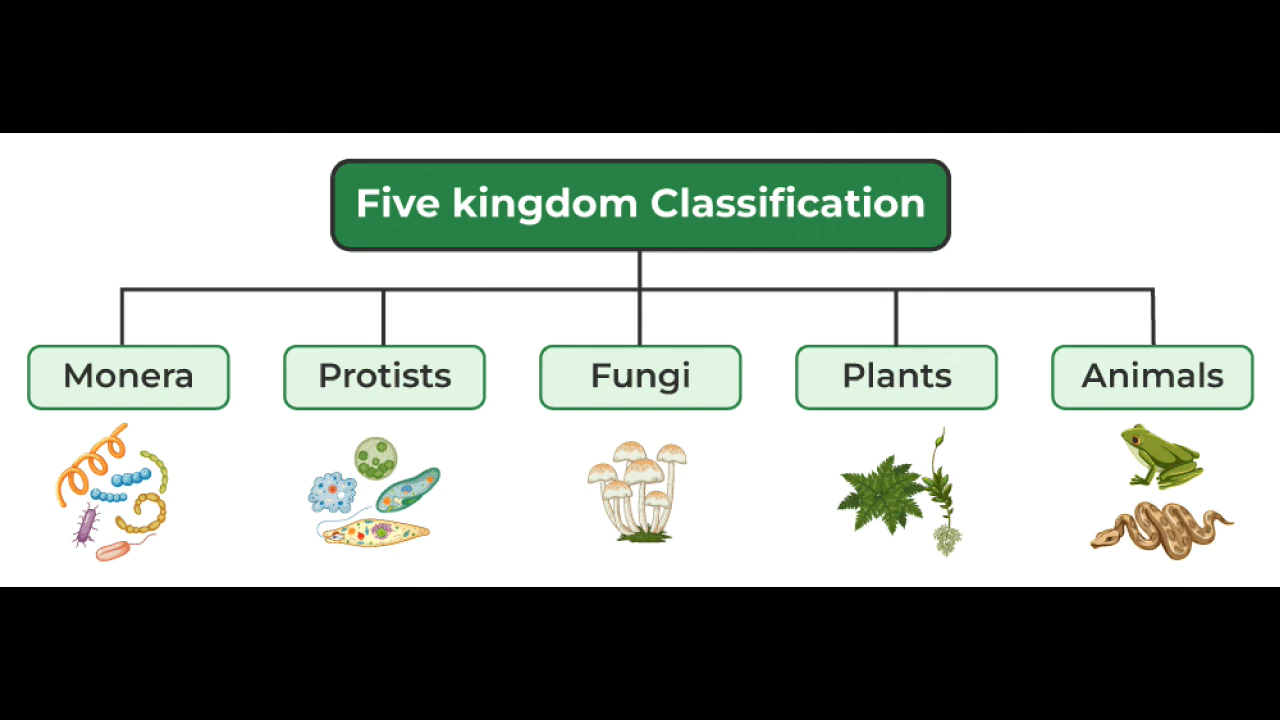 Five kingdom Classification
Monera
Protists
Fungi
Plants
Animals